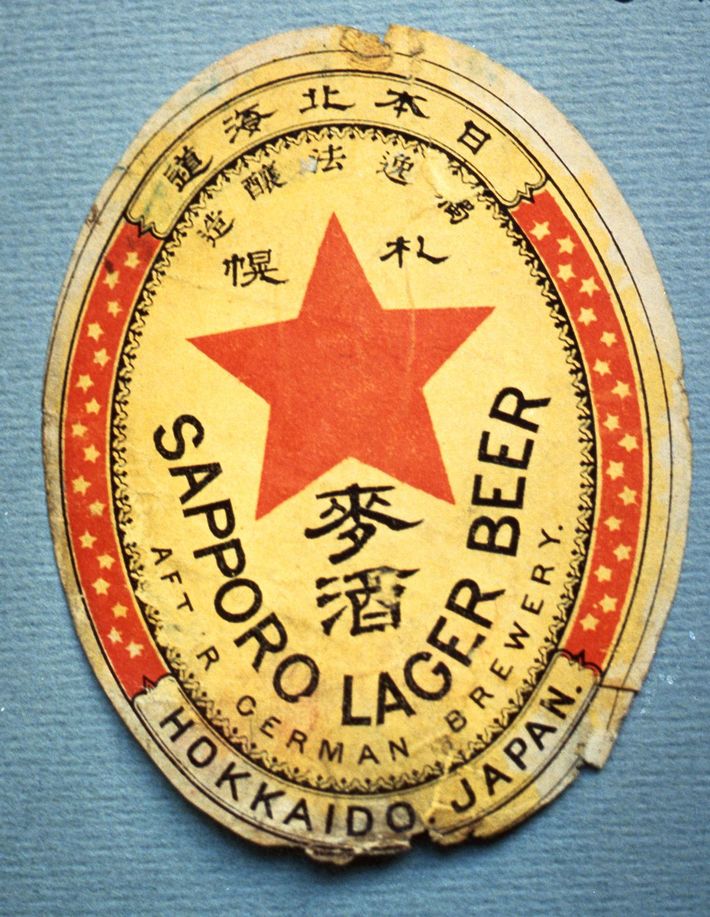 日本北海道
獨逸法釀造
札幌
麥酒
SAPPORO LAGER BEER
AFT R GERMAN BREWERY.
HOKKAIDO. JAPAN.